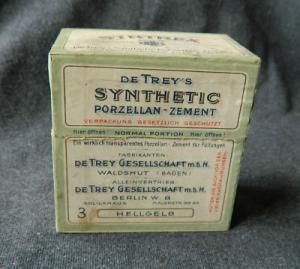 DE TREY'S
SYNTHETIC
PORZELLAN-ZEMENT
VERPACKUNG GESETZLICH GESCHÜTZT
Hier öffnen! NORMAL PORTION Hier öffnen!
Ein wirklich transparentes Porzellan-Zement für Füllungen
FABRIKANTEN
DE TREY GESELLSCHAFT m.b.H.
WALDSHUT (BADEN)
ALLEINVERTRIEB
DE TREY GESELLSCHAFT m.b.H.
BERLIN W. 8
3 HELLGELB